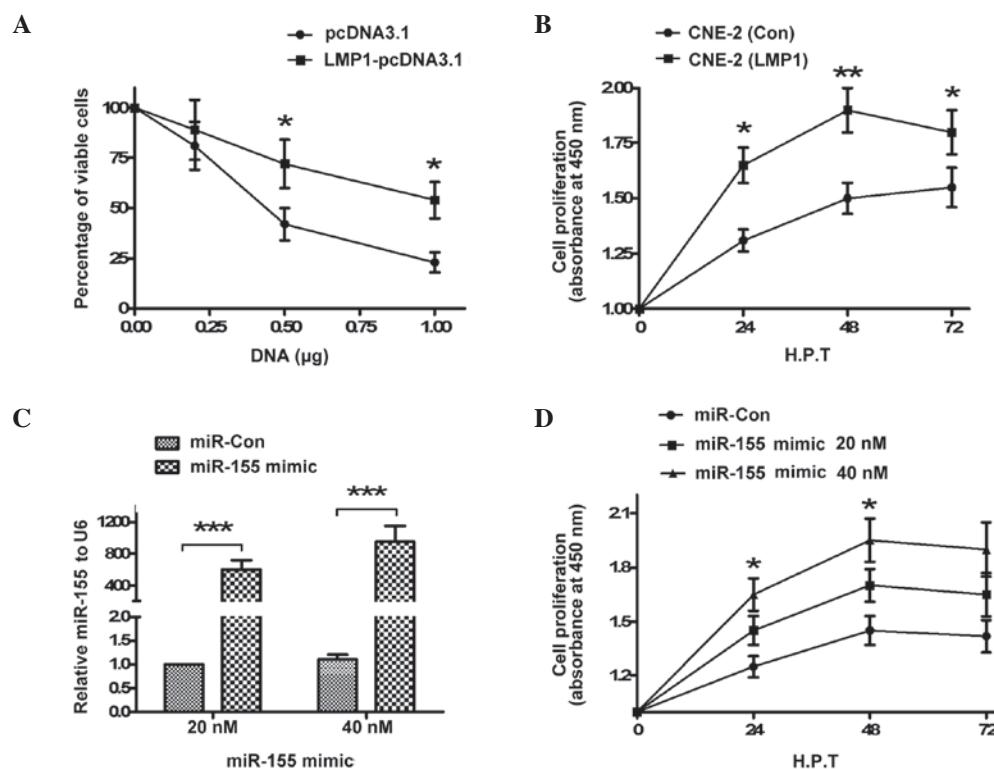 A
pcDNA3.1
LMP1-pcDNA3.1
Percentage of viable cells
100
75
50
25
0
0.00
0.25
0.50
1.00
*
*
DNA (µg)
B
CNE-2 (Con)
CNE-2 (LMP1)
Cell proliferation
(absorbance at 450 nm)
2.00
1.75
1.50
1.25
1.00
0
24
48
72
*
**
*
H.P.T
C
miR-Con
miR-155 mimic
Relative miR-155 to U6
1200
800
400
2.0
1.5
1.0
0.5
0.0
***
***
20 nM
40 nM
miR-155 mimic
D
miR-Con
miR-155 mimic 20 nM
miR-155 mimic 40 nM
Cell proliferation
(absorbance at 450 nm)
2.1
1.8
1.5
1.2
0
24
48
72
*
*
H.P.T